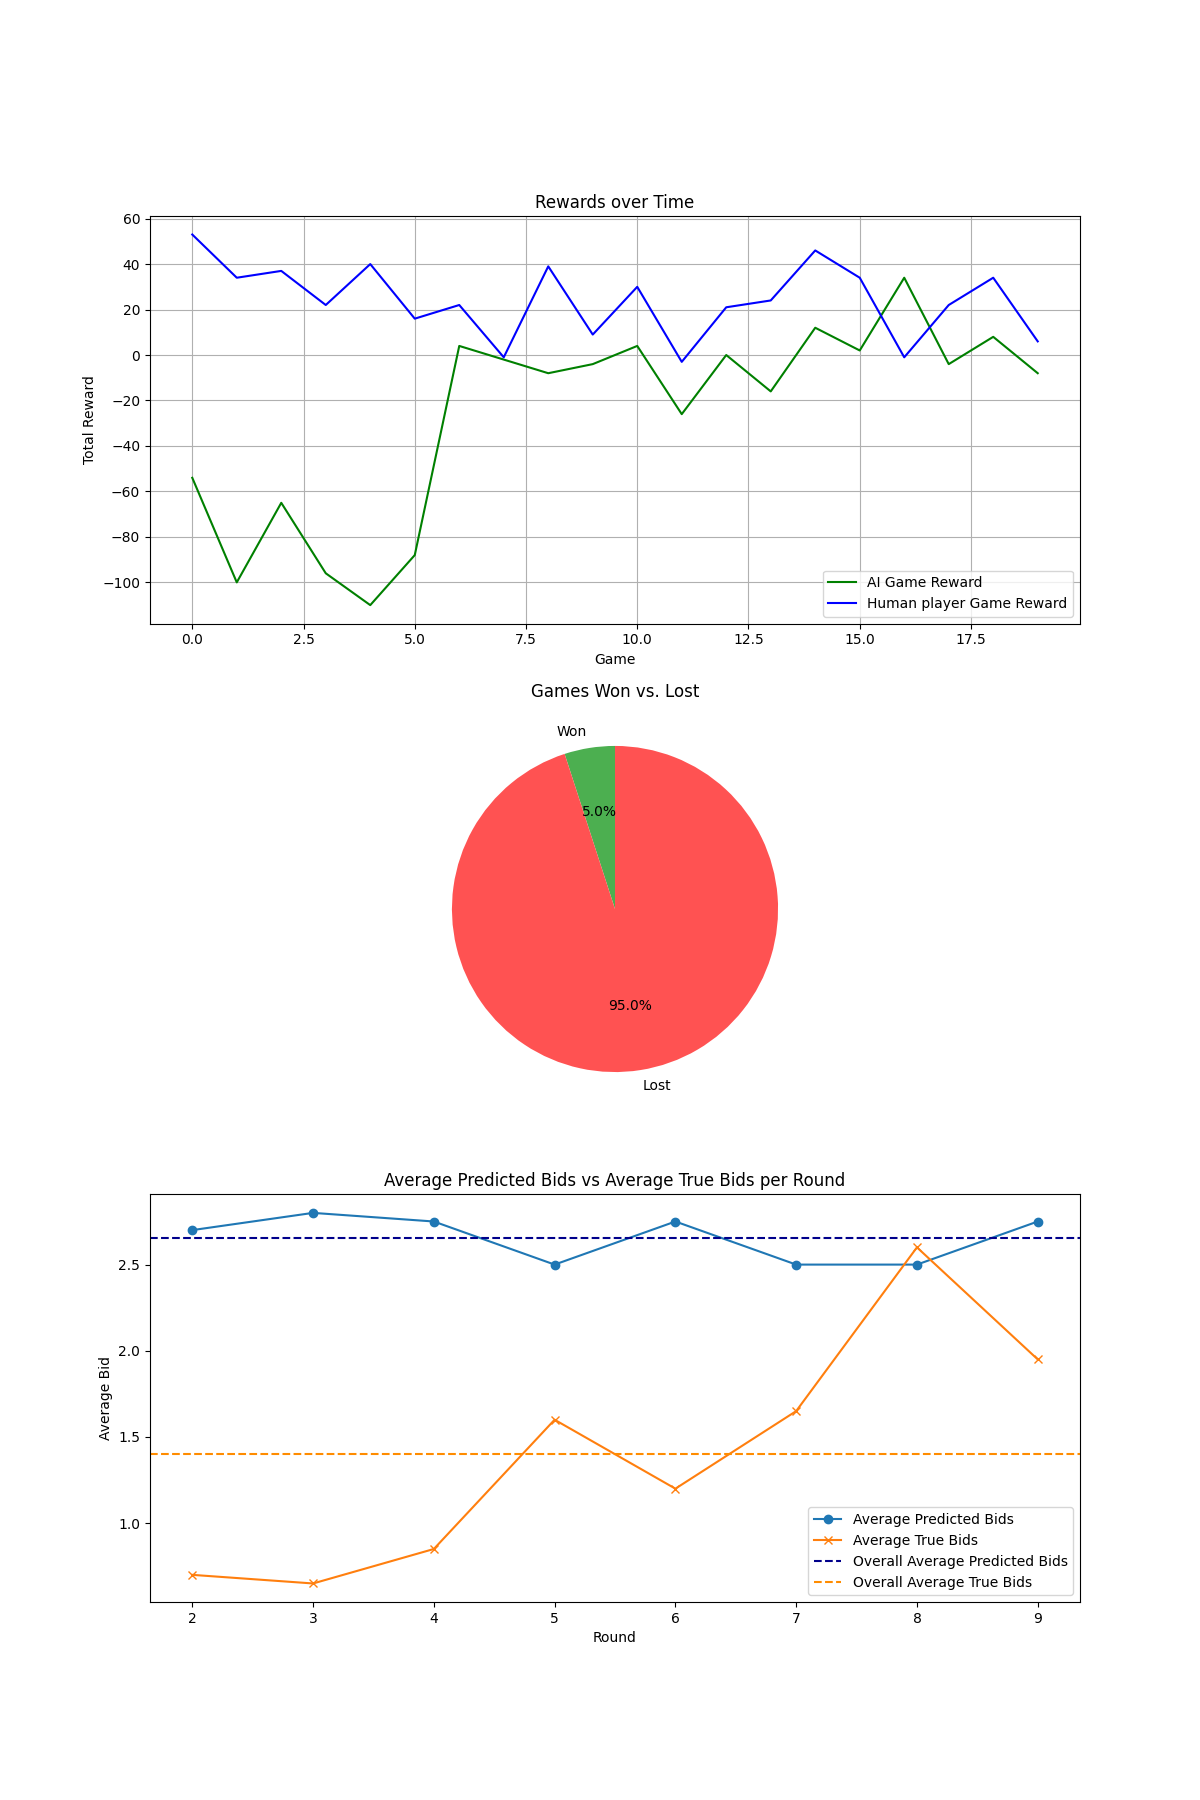 Rewards over Time
60
40
20
0
−20
−40
−60
−80
−100
Total Reward
AI Game Reward
Human player Game Reward
0.0 2.5 5.0 7.5 10.0 12.5 15.0 17.5
Game
Games Won vs. Lost
Won
5.0%
95.0%
Lost
Average Predicted Bids vs Average True Bids per Round
2.5
2.0
1.5
1.0
Average Bid
Average Predicted Bids
Average True Bids
Overall Average Predicted Bids
Overall Average True Bids
2 3 4 5 6 7 8 9
Round